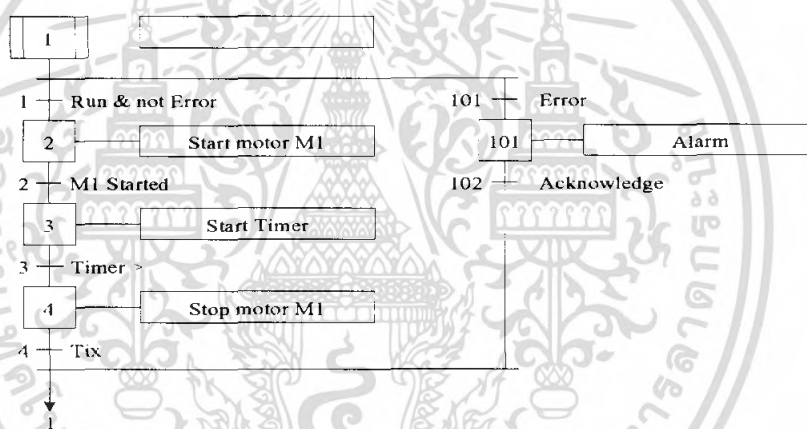 1
1 Run & not Error
101 Error
2 Start motor M1
101 Alarm
2 M1 Started
102 Acknowledge
3 Start Timer
3 Timer >
4 Stop motor M1
4 Tix
1